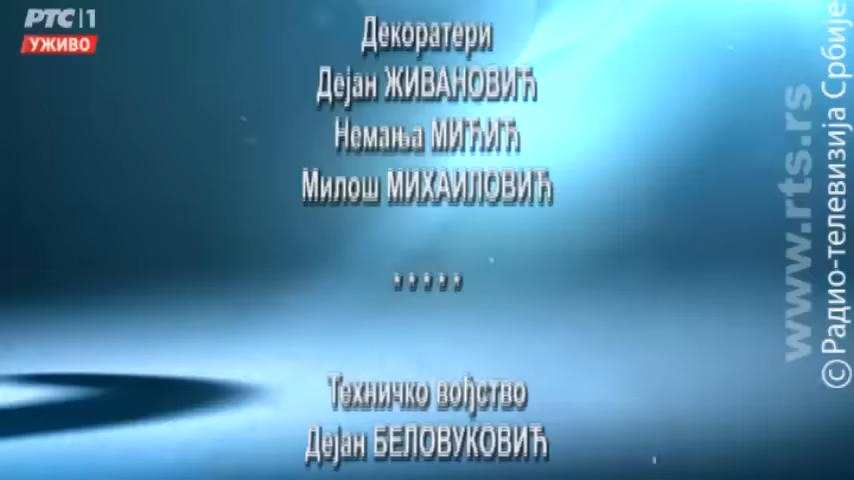 РТС|1
УЖИВО
Декоратери
Дејан ЖИВАНОВИЋ
Немања МИЋИЋ
Милош МИХАИЛОВИЋ
*****
Техничко вођство
Дејан БЕЛОВУКОВИЋ
www.rts.rs
© Радио-телевизија Србије